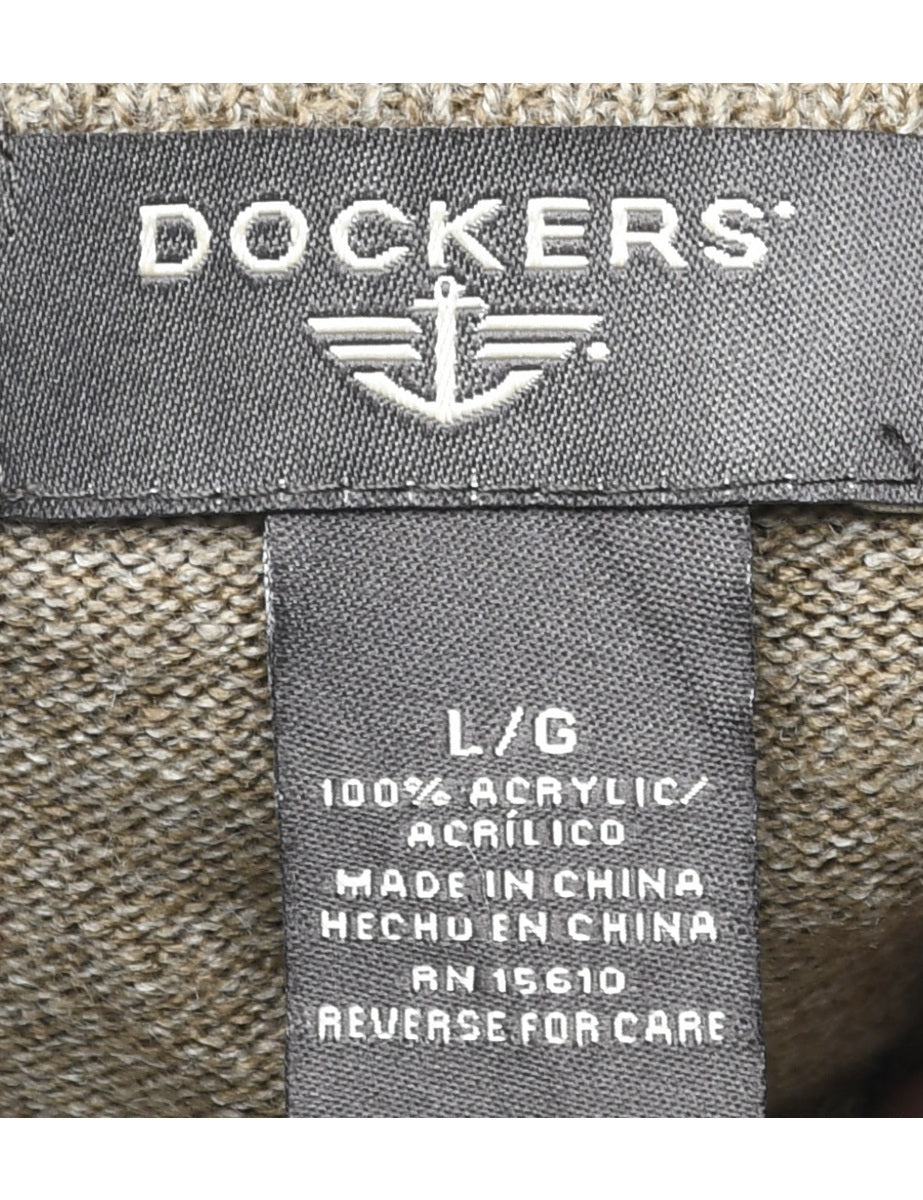 DOCKERS
L/G
100% ACRYLIC/
ACRÍLICO
MADE IN CHINA
HECHO EN CHINA
RN 15610
REVERSE FOR CARE